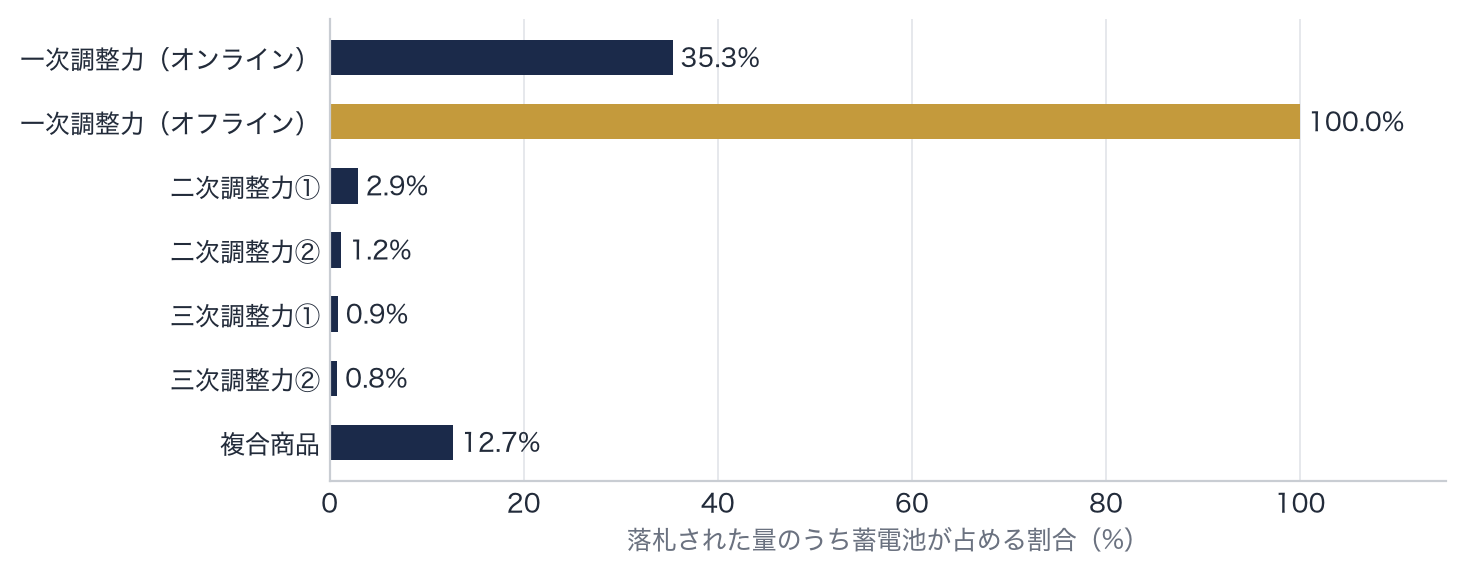 一次調整力（オンライン） 35.3%
一次調整力（オフライン） 100.0%
二次調整力① 2.9%
二次調整力② 1.2%
三次調整力① 0.9%
三次調整力② 0.8%
複合商品 12.7%
0 20 40 60 80 100
落札された量のうち蓄電池が占める割合（%）